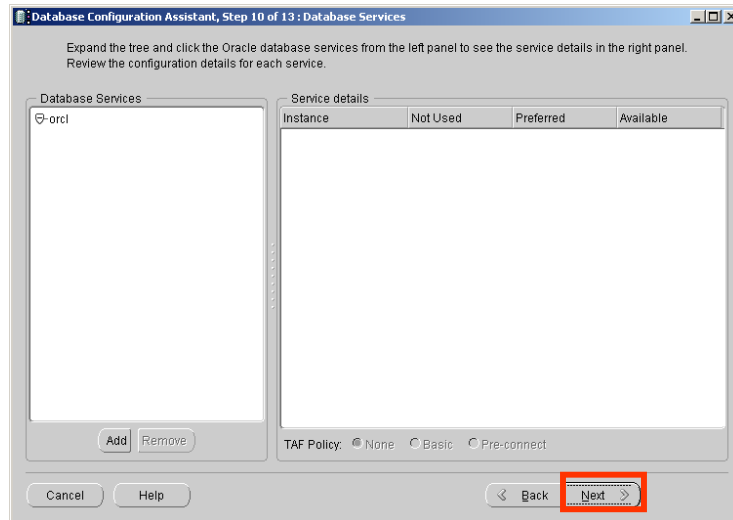 Database Configuration Assistant, Step 10 of 13 : Database Services
Expand the tree and click the Oracle database services from the left panel to see the service details in the right panel.
Review the configuration details for each service.
Database Services
orcl
Add Remove
Service details
Instance Not Used Preferred Available
TAF Policy: None Basic Pre-connect
Cancel Help Back Next